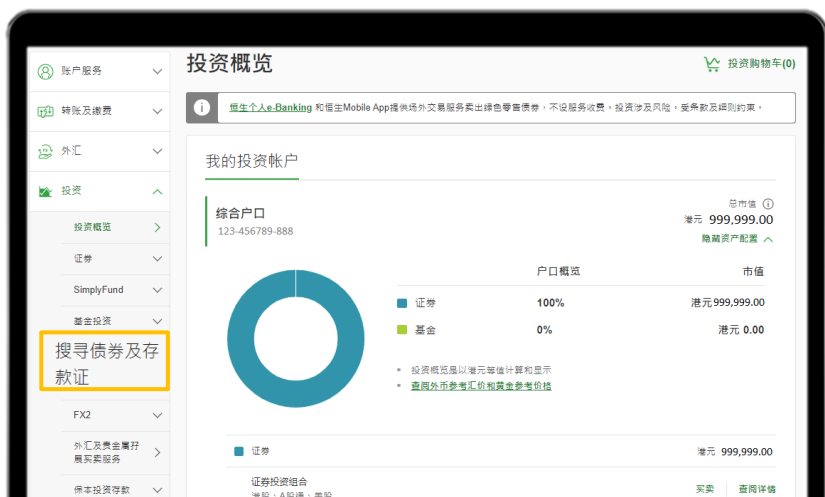 账户服务
转账及缴费
外汇
投资
投资概览
证券
SimplyFund
基金投资
搜寻债券及存
款证
FX2
外汇及贵金属孖
展买卖服务
保本投资存款
投资概览
投资购物车(0)
恒生个人e-Banking 和恒生Mobile App提供场外交易服务卖出绿色零售债券，不设服务收费，投资涉及风险，受条款及细则约束。
我的投资帐户
综合户口
123-456789-888
总市值
港元 999,999.00
隐藏资产配置
户口概览 市值
证券 100% 港元999,999.00
基金 0% 港元 0.00
• 投资概览是以港元等值计算和显示
• 查阅外币参考汇价和黄金参考价格
证券 港元 999,999.00
证券投资组合
买卖 查阅详情
港股，A股通，美股